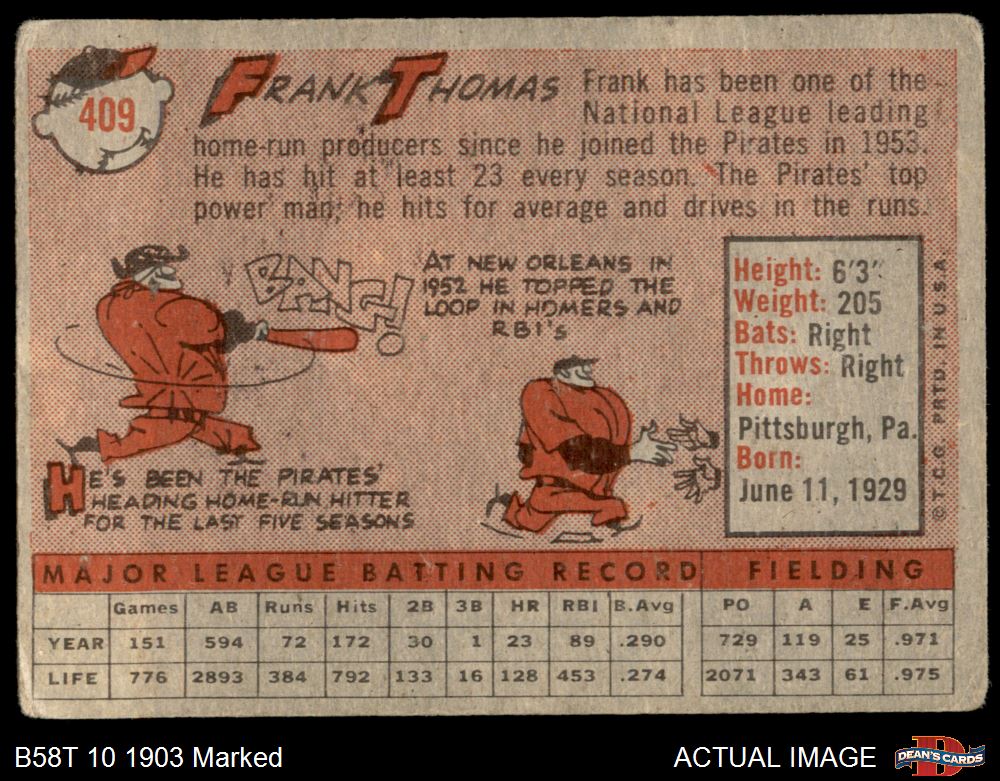 409
FRANK THOMAS
Frank has been one of the
National League leading
home-run producers since he joined the Pirates in 1953.
He has hit at least 23 every season. The Pirates' top
power man, he hits for average and drives in the runs.
BANG!
AT NEW ORLEANS IN
1952 HE TOPPED THE
LOOP IN HOMERS AND
RBI'S
HE'S BEEN THE PIRATES'
HEADING HOME-RUN HITTER
FOR THE LAST FIVE SEASONS
Height: 6'3"
Weight: 205
Bats: Right
Throws: Right
Home:
Pittsburgh, Pa.
Born:
June 11, 1929
© T.C.G. PRTD. IN U.S.A.
MAJOR LEAGUE BATTING RECORD FIELDING
Games AB Runs Hits 2B 3B HR RBI B.Avg PO A E F.Avg
YEAR 151 594 72 172 30 1 23 89 .290 729 119 25 .971
LIFE 776 2893 384 792 133 16 128 453 .274 2071 343 61 .975
B58T 10 1903 Marked
ACTUAL IMAGE
D
DEAN'S CARDS